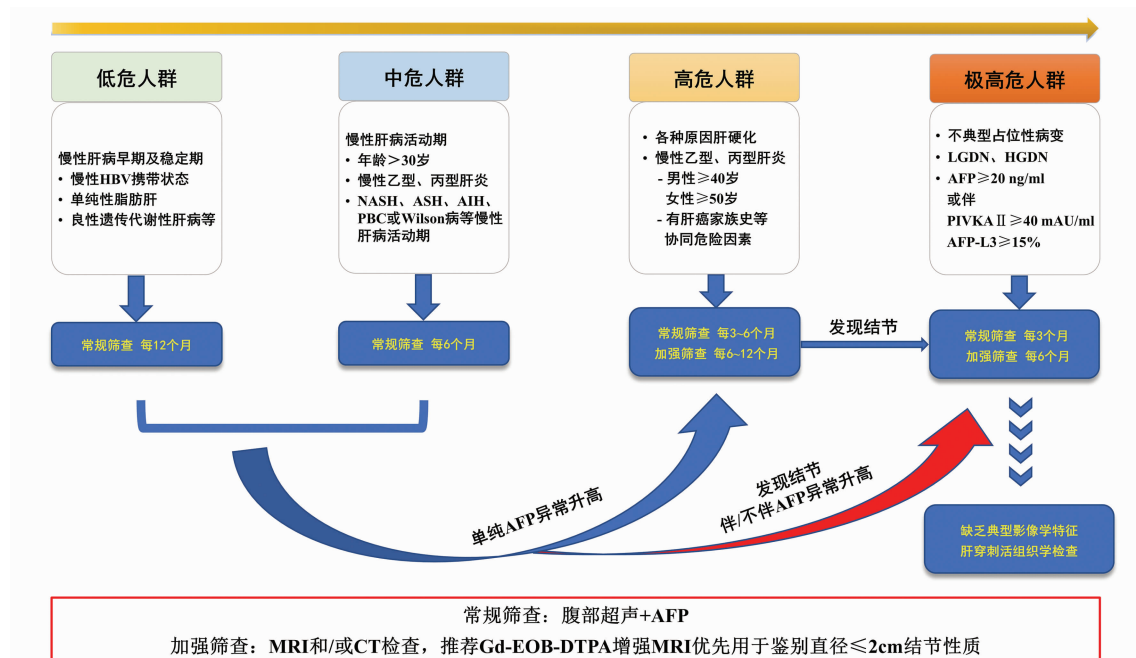 低危人群
慢性肝病早期及稳定期
• 慢性HBV携带状态
• 单纯性脂肪肝
• 良性遗传代谢性肝病等
常规筛查 每12个月
中危人群
慢性肝病活动期
• 年龄＞30岁
• 慢性乙型、丙型肝炎
• NASH、ASH、AIH、
PBC或Wilson病等慢性
肝病活动期
常规筛查 每6个月
高危人群
• 各种原因肝硬化
• 慢性乙型、丙型肝炎
- 男性≥40岁
女性≥50岁
- 有肝癌家族史等
协同危险因素
常规筛查 每3~6个月
加强筛查 每6~12个月
发现结节
极高危人群
• 不典型占位性病变
• LGDN、HGDN
• AFP≥20 ng/ml
或伴
PIVKAⅡ≥40 mAU/ml
AFP-L3≥15%
常规筛查 每3个月
加强筛查 每6个月
单纯AFP异常升高
发现结节
伴/不伴AFP异常升高
缺乏典型影像学特征
肝穿刺活组织学检查
常规筛查：腹部超声+AFP
加强筛查：MRI和/或CT检查，推荐Gd-EOB-DTPA增强MRI优先用于鉴别直径≤2cm结节性质